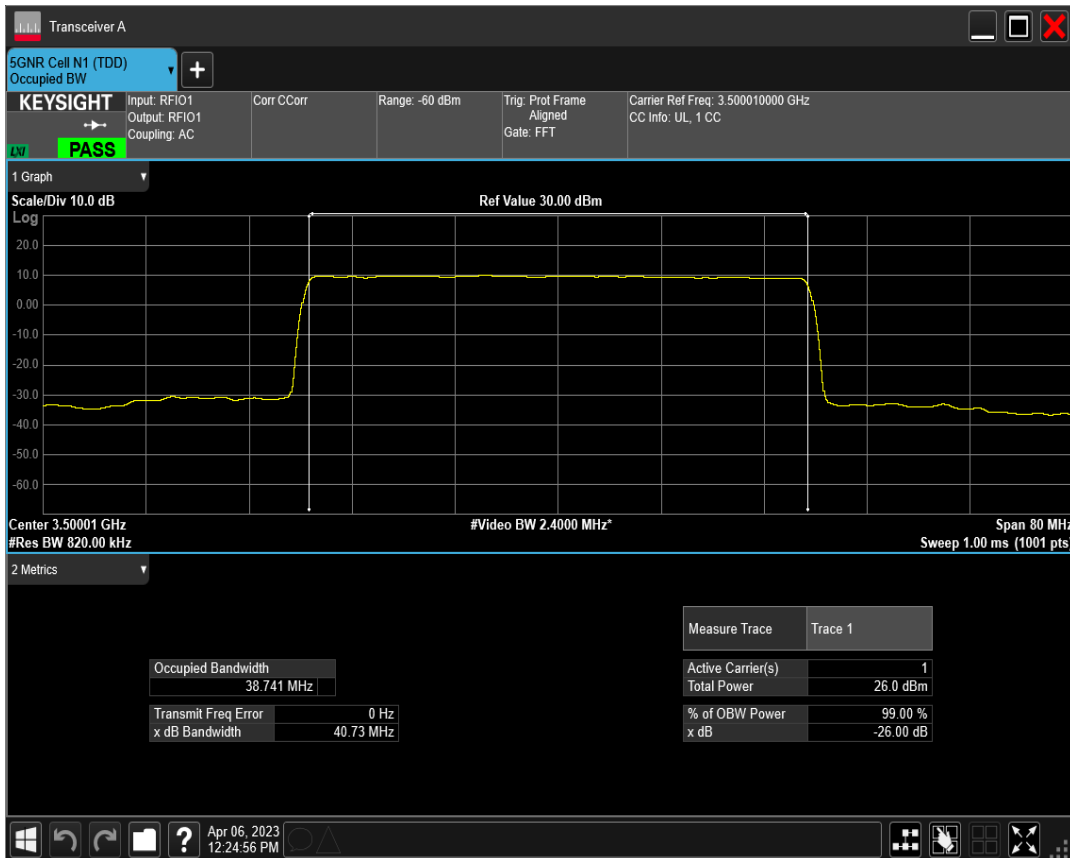 Transceiver A
5GNR Cell N1 (TDD)
Occupied BW
+
KEYSIGHT
LXI
PASS
Input: RFIO1
Output: RFIO1
Coupling: AC
Corr CCorr
Range: -60 dBm
Trig: Prot Frame
Aligned
Gate: FFT
Carrier Ref Freq: 3.500010000 GHz
CC Info: UL, 1 CC
1 Graph
Scale/Div 10.0 dB
Ref Value 30.00 dBm
Log
20.0
10.0
0.00
-10.0
-20.0
-30.0
-40.0
-50.0
-60.0
Center 3.50001 GHz
#Video BW 2.4000 MHz*
Span 80 MHz
#Res BW 820.00 kHz
Sweep 1.00 ms (1001 pts)
2 Metrics
Measure Trace Trace 1
Occupied Bandwidth
38.741 MHz
Active Carrier(s) 1
Total Power 26.0 dBm
Transmit Freq Error 0 Hz
x dB Bandwidth 40.73 MHz
% of OBW Power 99.00 %
x dB -26.00 dB
?
Apr 06, 2023
12:24:56 PM